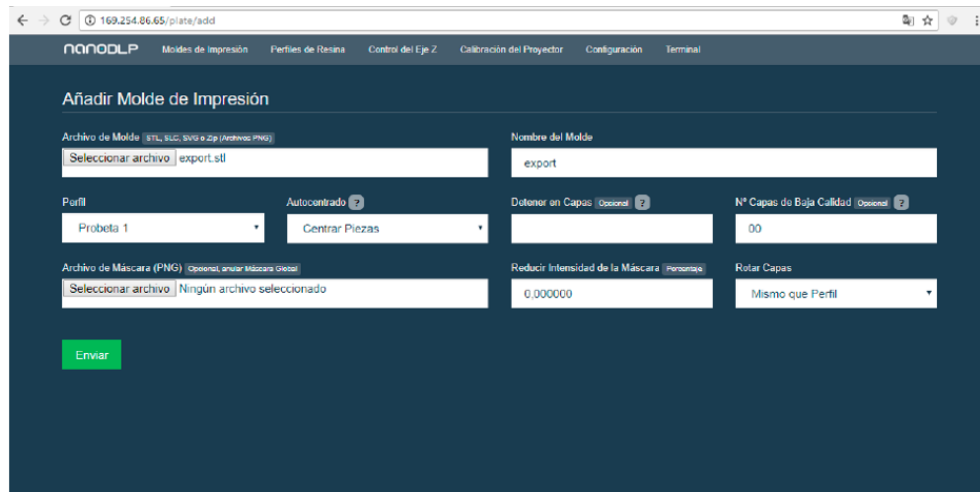 169.254.86.65/plate/add
nanoDLP Moldes de Impresión Perfiles de Resina Control del Eje Z Calibración del Proyector Configuración Terminal
Añadir Molde de Impresión
Archivo de Molde STL, SLC, SVG o Zip (Archivos PNG) Nombre del Molde
Seleccionar archivo export.stl export
Perfil Autocentrado ? Detener en Capas Opcional ? Nº Capas de Baja Calidad Opcional ?
Probeta 1 Centrar Piezas 00
Archivo de Máscara (PNG) Opcional, anular Máscara Global Reducir Intensidad de la Máscara Porcentaje Rotar Capas
Seleccionar archivo Ningún archivo seleccionado 0,000000 Mismo que Perfil
Enviar